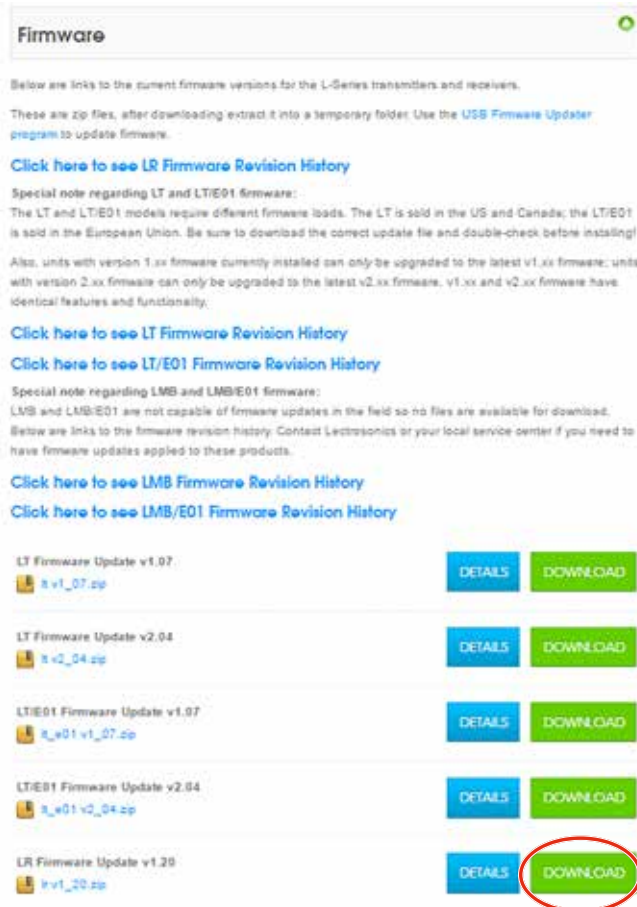 Firmware
Below are links to the current firmware versions for the L-Series transmitters and receivers.
These are zip files, after downloading extract it into a temporary folder. Use the USB Firmware Updater
program to update firmware.
Click here to see LR Firmware Revision History
Special note regarding LT and LT/E01 firmware:
The LT and LT/E01 models require different firmware loads. The LT is sold in the US and Canada; the LT/E01
is sold in the European Union. Be sure to download the correct update file and double-check before installing!
Also, units with version 1.xx firmware currently installed can only be upgraded to the latest v1.xx firmware; units
with version 2.xx firmware can only be upgraded to the latest v2.xx firmware. v1.xx and v2.xx firmware have
identical features and functionality.
Click here to see LT Firmware Revision History
Click here to see LT/E01 Firmware Revision History
Special note regarding LMB and LMB/E01 firmware:
LMB and LMB/E01 are not capable of firmware updates in the field so no files are available for download.
Below are links to the firmware revision history. Contact Lectrosonics or your local service center if you need to
have firmware updates applied to these products.
Click here to see LMB Firmware Revision History
Click here to see LMB/E01 Firmware Revision History
LT Firmware Update v1.07
lt v1_07.zip
DETAILS DOWNLOAD
LT Firmware Update v2.04
lt v2_04.zip
DETAILS DOWNLOAD
LT/E01 Firmware Update v1.07
lt_e01 v1_07.zip
DETAILS DOWNLOAD
LT/E01 Firmware Update v2.04
lt_e01 v2_04.zip
DETAILS DOWNLOAD
LR Firmware Update v1.20
lr v1_20.zip
DETAILS DOWNLOAD